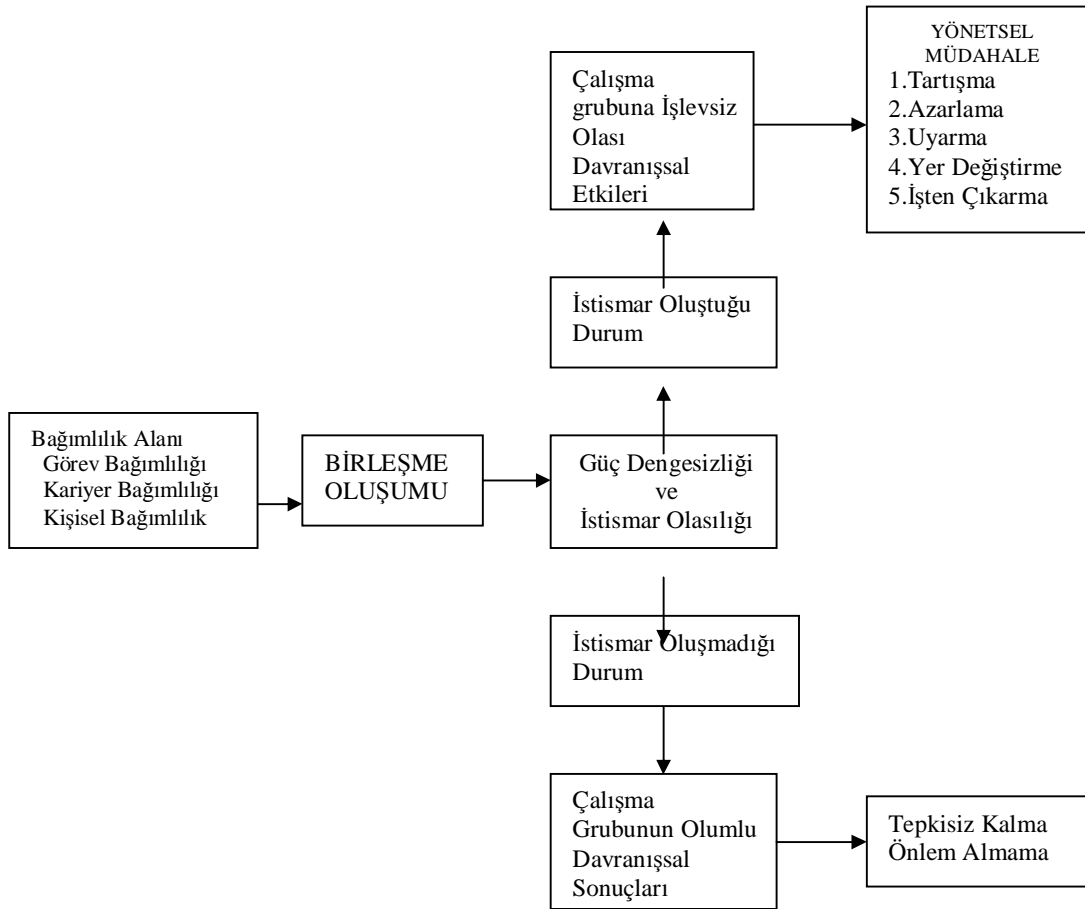 YÖNETSEL
MÜDAHALE
1.Tartışma
2.Azarlama
3.Uyarma
4.Yer Değiştirme
5.İşten Çıkarma
Çalışma
grubuna İşlevsiz
Olası
Davranışsal
Etkileri
İstismar Oluştuğu
Durum
Bağımlılık Alanı
Görev Bağımlılığı
Kariyer Bağımlılığı
Kişisel Bağımlılık
BİRLEŞME
OLUŞUMU
Güç Dengesizliği
ve
İstismar Olasılığı
İstismar Oluşmadığı
Durum
Çalışma
Grubunun Olumlu
Davranışsal
Sonuçları
Tepkisiz Kalma
Önlem Almama